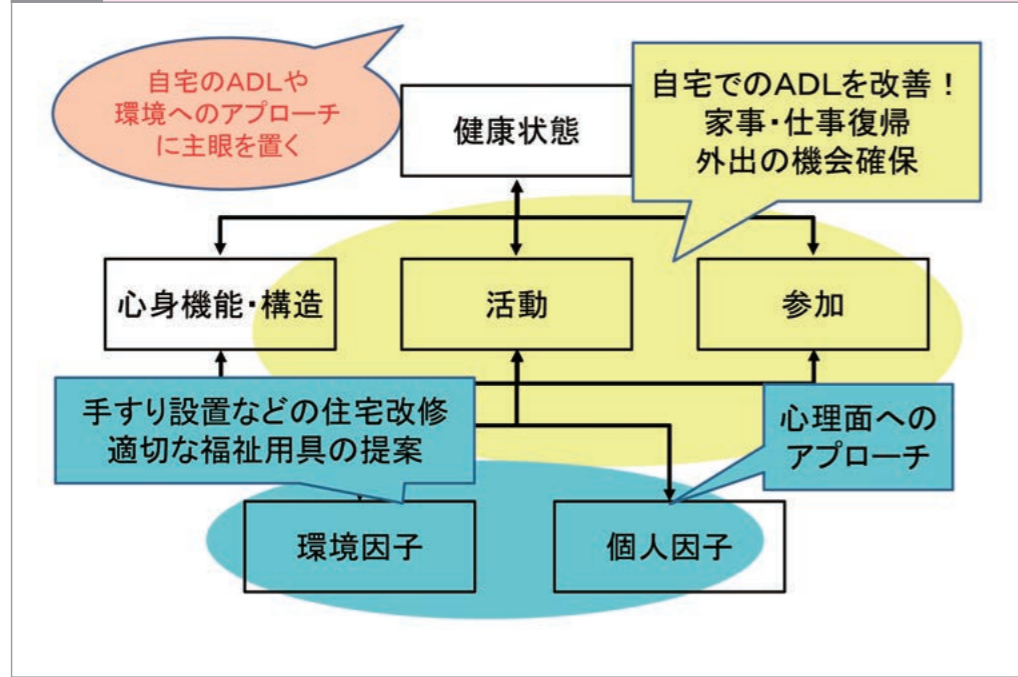 自宅のADLや
環境へのアプローチ
に主眼を置く
健康状態
自宅でのADLを改善！
家事・仕事復帰
外出の機会確保
心身機能・構造
活動
参加
手すり設置などの住宅改修
適切な福祉用具の提案
心理面への
アプローチ
環境因子
個人因子